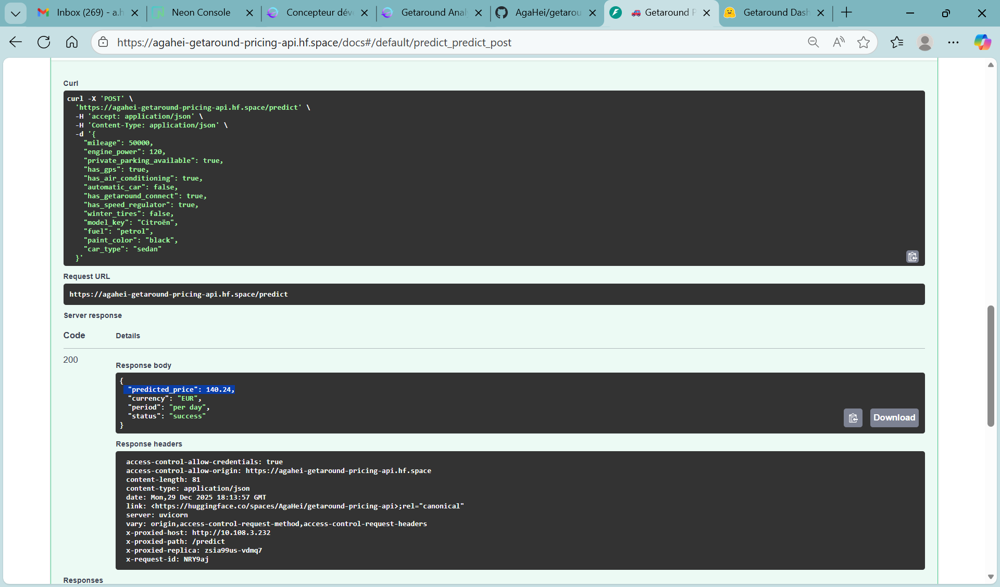 Inbox (269) - a.h
Neon Console
Concepteur déve
Getaround Anal
AgaHei/getarou
Getaround P
Getaround Dash
https://agahei-getaround-pricing-api.hf.space/docs#/default/predict_predict_post
Curl
curl -X 'POST' \
'https://agahei-getaround-pricing-api.hf.space/predict' \
-H 'accept: application/json' \
-H 'Content-Type: application/json' \
-d '{
"mileage": 50000,
"engine_power": 120,
"private_parking_available": true,
"has_gps": true,
"has_air_conditioning": true,
"automatic_car": false,
"has_getaround_connect": true,
"has_speed_regulator": true,
"winter_tires": false,
"model_key": "Citroën",
"fuel": "petrol",
"paint_color": "black",
"car_type": "sedan"
}'
Request URL
https://agahei-getaround-pricing-api.hf.space/predict
Server response
Code Details
200
Response body
{
"predicted_price": 140.24,
"currency": "EUR",
"period": "per day",
"status": "success"
}
Download
Response headers
access-control-allow-credentials: true
access-control-allow-origin: https://agahei-getaround-pricing-api.hf.space
content-length: 81
content-type: application/json
date: Mon,29 Dec 2025 18:13:57 GMT
link: <https://huggingface.co/spaces/AgaHei/getaround-pricing-api>;rel="canonical"
server: uvicorn
vary: origin,access-control-request-method,access-control-request-headers
x-proxied-host: http://10.108.3.232
x-proxied-path: /predict
x-proxied-replica: zsia99us-vdmq7
x-request-id: NRY9aj
Responses